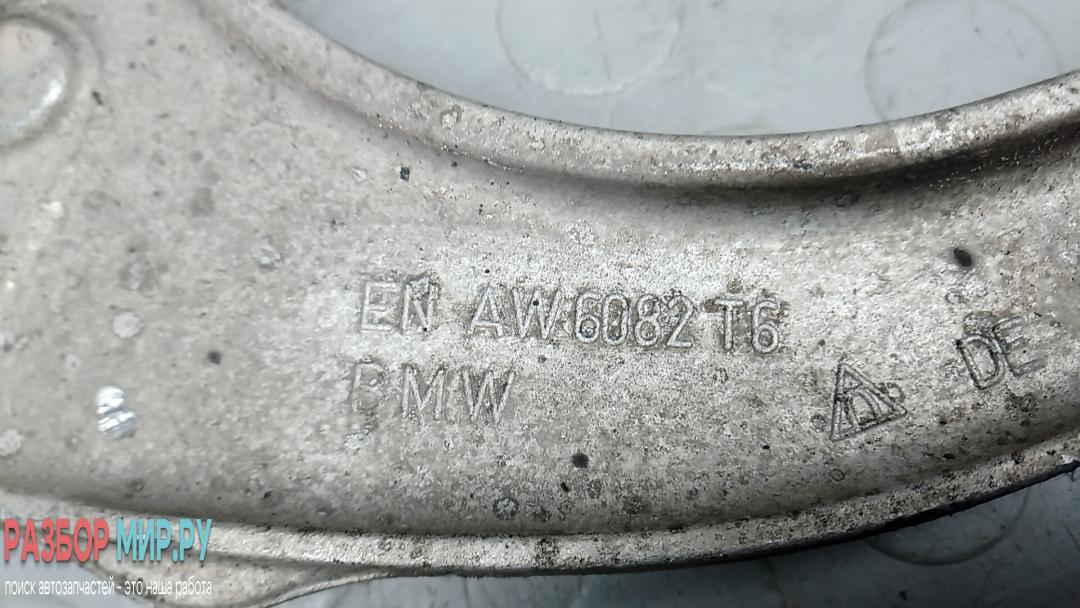 EN AW 6082 T6
BMW
DE
РАЗБОР МИР.РУ
поиск автозапчастей - это наша работа